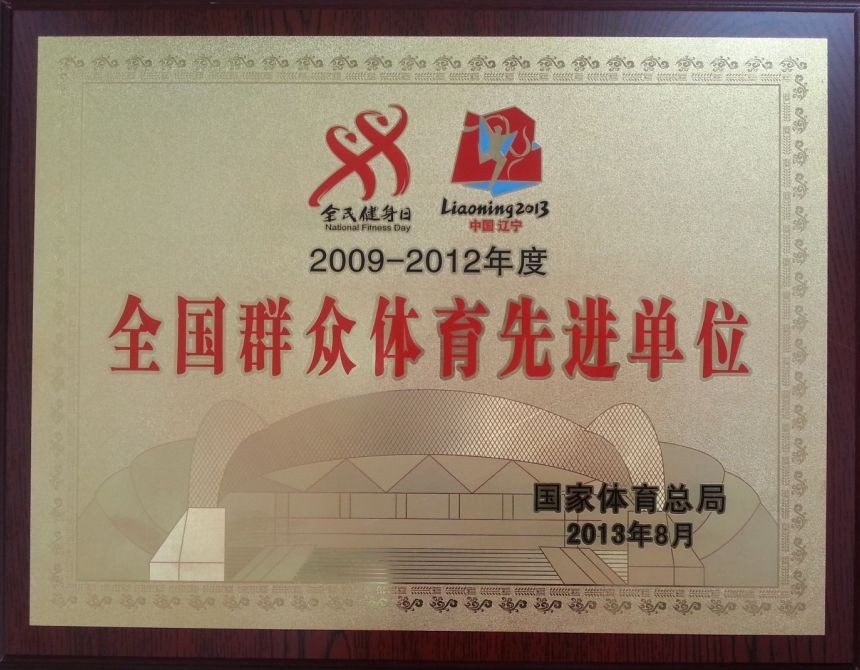 全民健身日
National Fitness Day
Liaoning2013
中国 辽宁
2009-2012年度
全国群众体育先进单位
国家体育总局
2013年8月